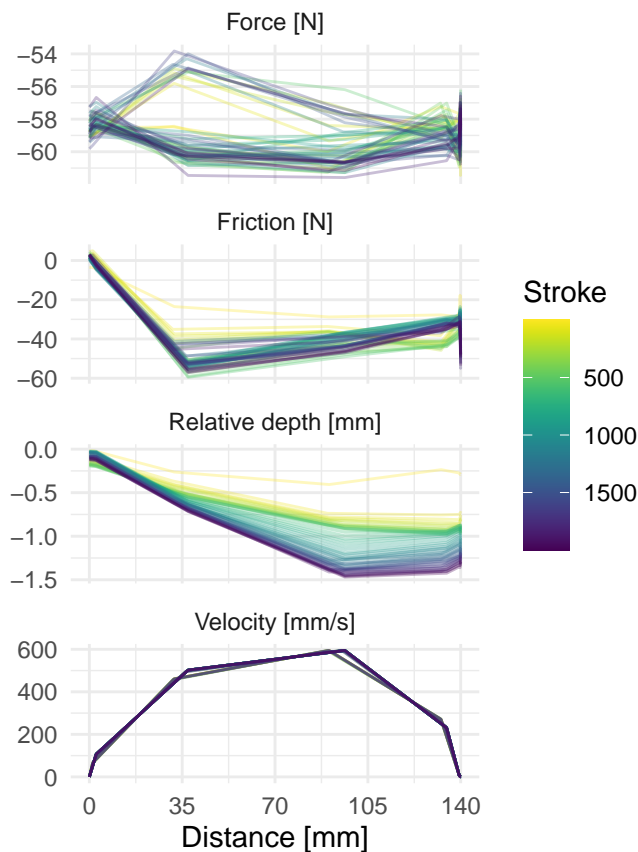 Force [N]
−54
−56
−58
−60
Friction [N]
0
−20
−40
−60
Relative depth [mm]
0.0
−0.5
−1.0
−1.5
Velocity [mm/s]
600
400
200
0
0 35 70 105 140
Distance [mm]
Stroke
500
1000
1500